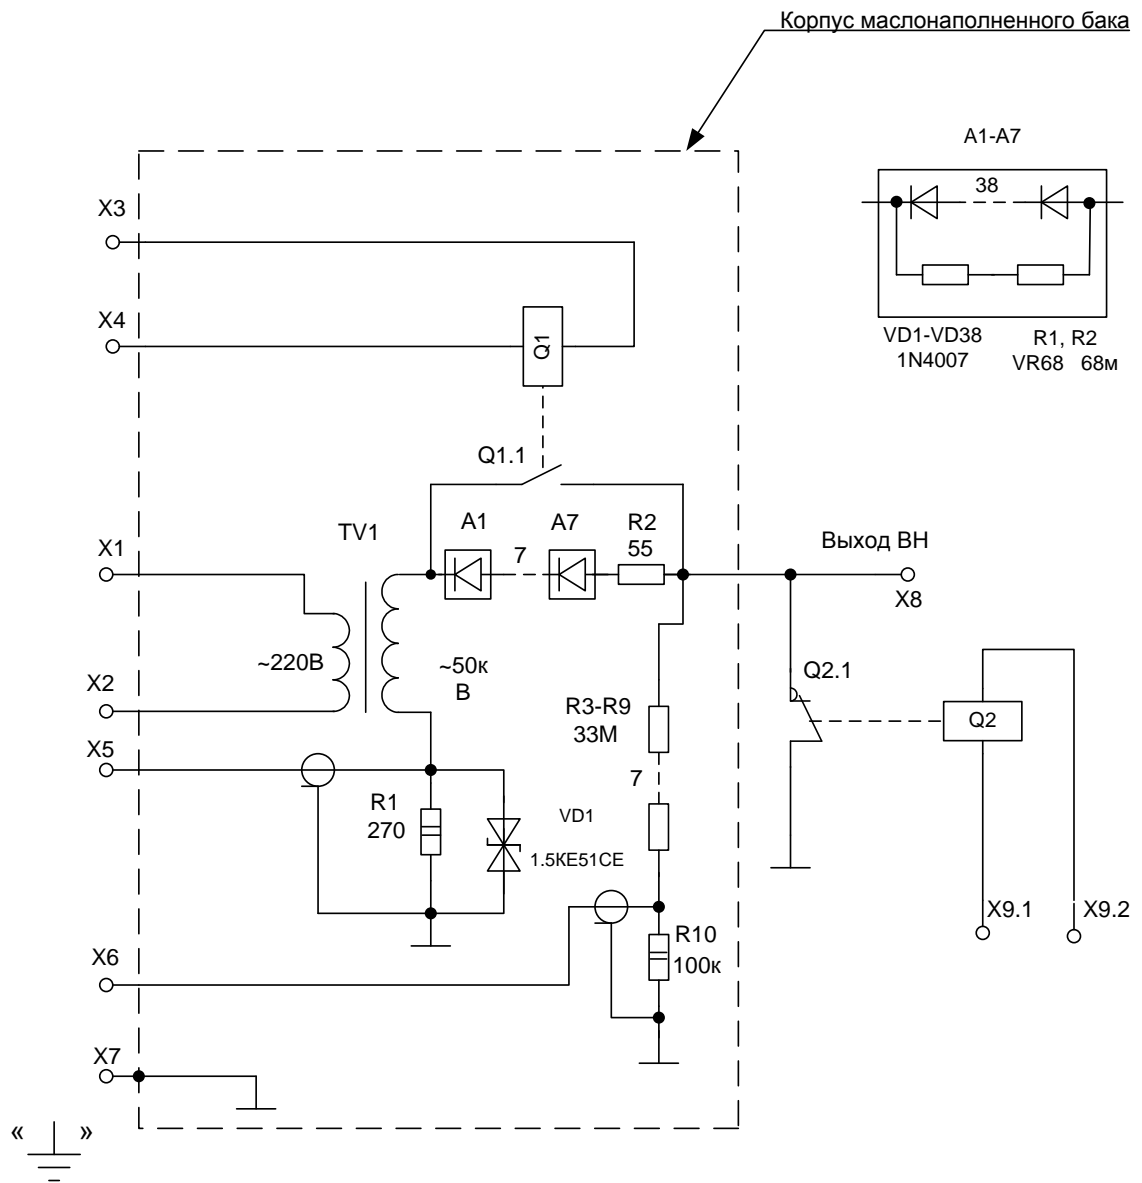 Корпус маслонаполненного бака
A1-A7
38
VD1-VD38
1N4007
R1, R2
VR68 68м
X3
X4
Q1
Q1.1
A1
7
A7
R2
55
TV1
X1
~220В
X2
~50к
В
Выход ВН
X8
Q2.1
Q2
R3-R9
33М
7
X5
R1
270
VD1
1.5KE51CE
X9.1
X9.2
X6
R10
100к
X7
« »